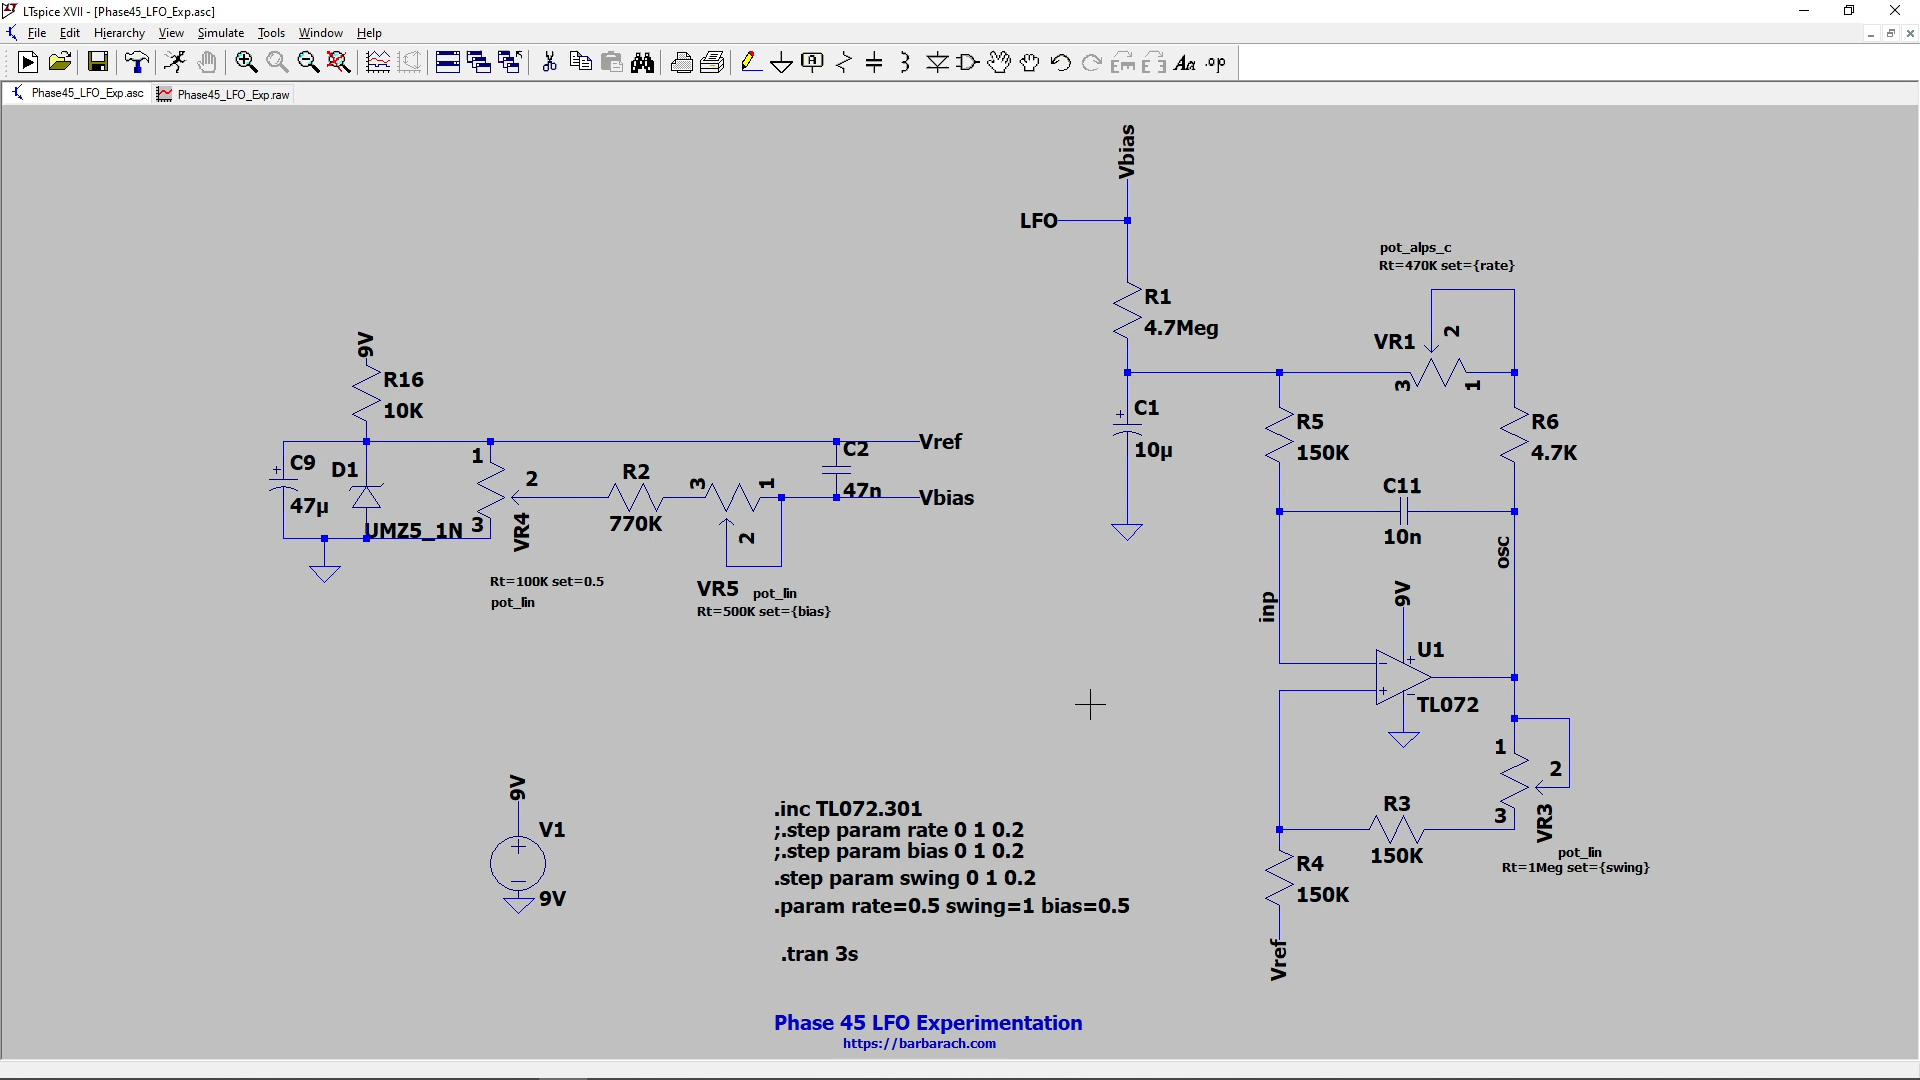 LTspice XVII - [Phase45_LFO_Exp.asc]
File Edit Hierarchy View Simulate Tools Window Help
Phase45_LFO_Exp.asc Phase45_LFO_Exp.raw
Vbias
LFO
R1
4.7Meg
pot_alps_c
Rt=470K set={rate}
VR1
2
3
1
9V
R16
10K
C1
+
10µ
R5
150K
R6
4.7K
C9
+
47µ
D1
UMZ5_1N
1
2
3
VR4
Rt=100K set=0.5
pot_lin
R2
770K
3
1
2
VR5
pot_lin
Rt=500K set={bias}
C2
47n
Vref
Vbias
C11
10n
osc
inp
9V
U1
TL072
1
2
3
VR3
pot_lin
Rt=1Meg set={swing}
R3
150K
R4
150K
Vref
9V
V1
9V
.inc TL072.301
;.step param rate 0 1 0.2
;.step param bias 0 1 0.2
.step param swing 0 1 0.2
.param rate=0.5 swing=1 bias=0.5
.tran 3s
Phase 45 LFO Experimentation
https://barbarach.com